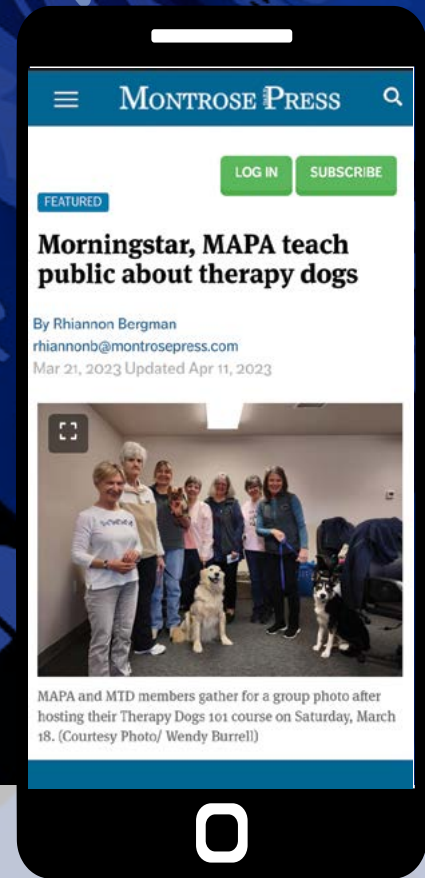 MONTROSE PRESS
LOG IN
SUBSCRIBE
FEATURED
Morningstar, MAPA teach
public about therapy dogs
By Rhiannon Bergman
rhiannonb@montrosepress.com
Mar 21, 2023 Updated Apr 11, 2023
MAPA and MTD members gather for a group photo after
hosting their Therapy Dogs 101 course on Saturday, March
18. (Courtesy Photo/ Wendy Burrell)